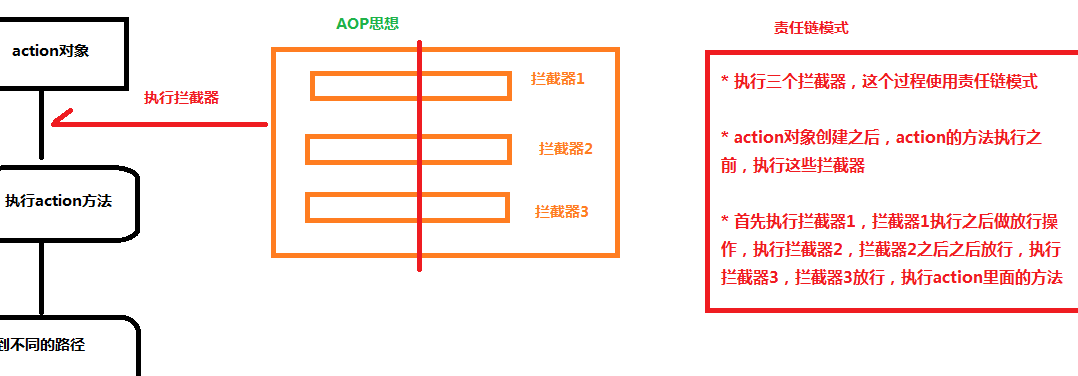 action对象
执行action方法
到不同的路径
执行拦截器
AOP思想
拦截器1
拦截器2
拦截器3
责任链模式
* 执行三个拦截器，这个过程使用责任链模式
* action对象创建之后，action的方法执行之
前，执行这些拦截器
* 首先执行拦截器1，拦截器1执行之后做放行操
作，执行拦截器2，拦截器2之后之后放行，执行
拦截器3，拦截器3放行，执行action里面的方法